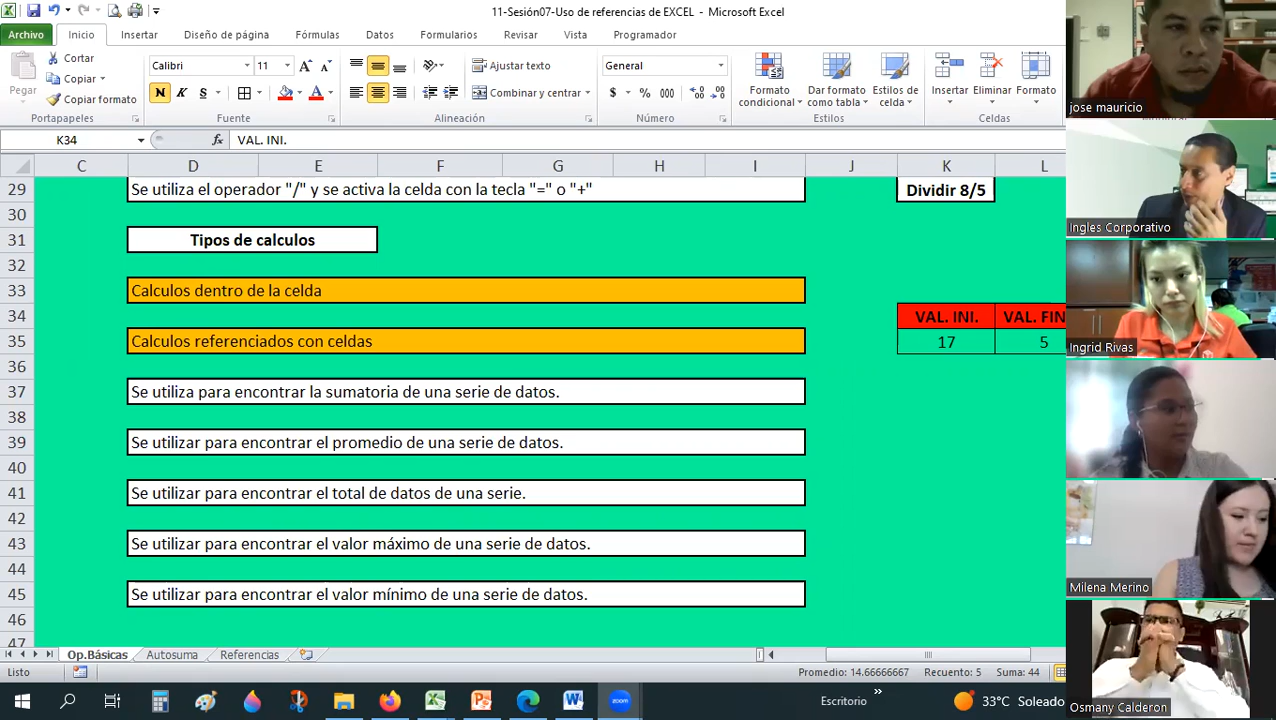 11-Sesión07-Uso de referencias de EXCEL - Microsoft Excel
Archivo Inicio Insertar Diseño de página Fórmulas Datos Formularios Revisar Vista Programador
Cortar
Copiar
Copiar formato
Pegar
Portapapeles
Calibri 11
N K S
Fuente
Ajustar texto
Combinar y centrar
Alineación
General
$ % 000
Número
Formato condicional
Dar formato como tabla
Estilos de celda
Estilos
Insertar Eliminar Formato
Celdas
K34 fx VAL. INI.
C D E F G H I J K L
29 Se utiliza el operador "/" y se activa la celda con la tecla "=" o "+" Dividir 8/5
30
31 Tipos de calculos
32
33 Calculos dentro de la celda
34 VAL. INI. VAL. FIN
35 Calculos referenciados con celdas 17 5
36
37 Se utiliza para encontrar la sumatoria de una serie de datos.
38
39 Se utilizar para encontrar el promedio de una serie de datos.
40
41 Se utilizar para encontrar el total de datos de una serie.
42
43 Se utilizar para encontrar el valor máximo de una serie de datos.
44
45 Se utilizar para encontrar el valor mínimo de una serie de datos.
46
47
Op.Básicas Autosuma Referencias
Listo Promedio: 14.66666667 Recuento: 5 Suma: 44
zoom Escritorio 33°C Soleado
jose mauricio
Ingles Corporativo
Ingrid Rivas
Milena Merino
Osmany Calderon